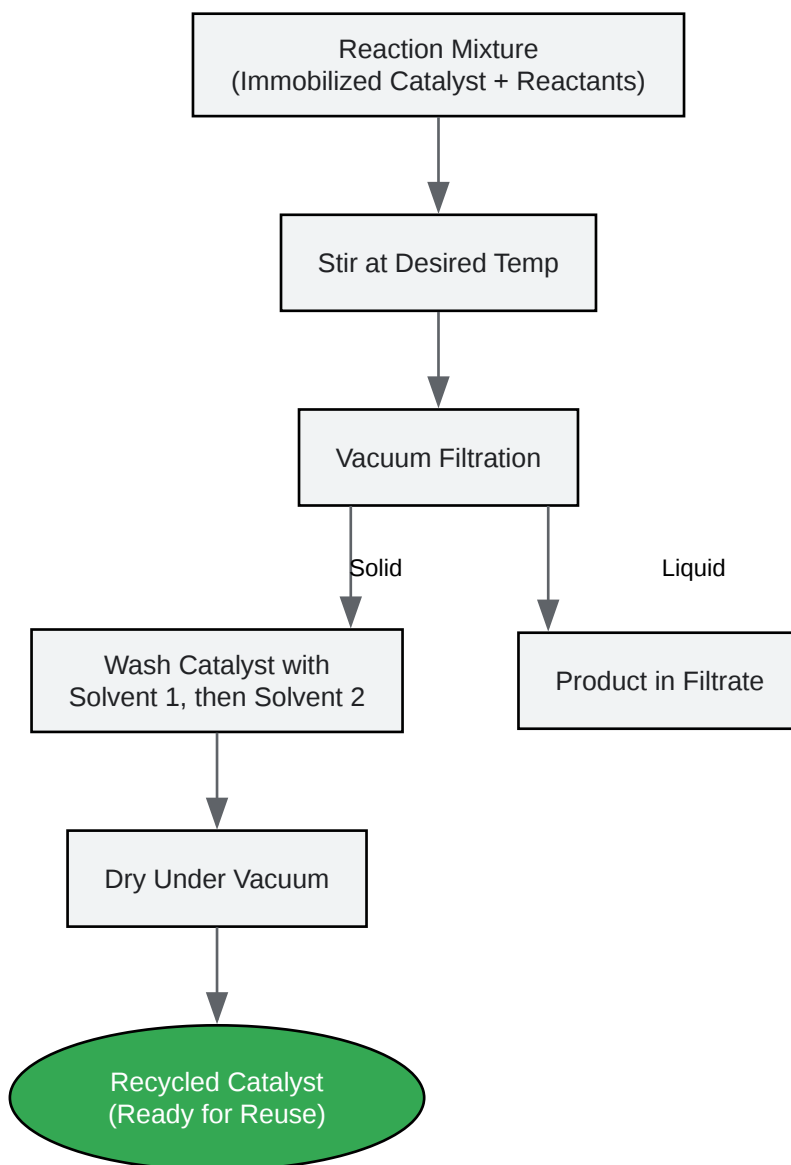 Reaction Mixture
(Immobilized Catalyst + Reactants)
Stir at Desired Temp
Vacuum Filtration
Solid
Liquid
Wash Catalyst with
Solvent 1, then Solvent 2
Product in Filtrate
Dry Under Vacuum
Recycled Catalyst
(Ready for Reuse)